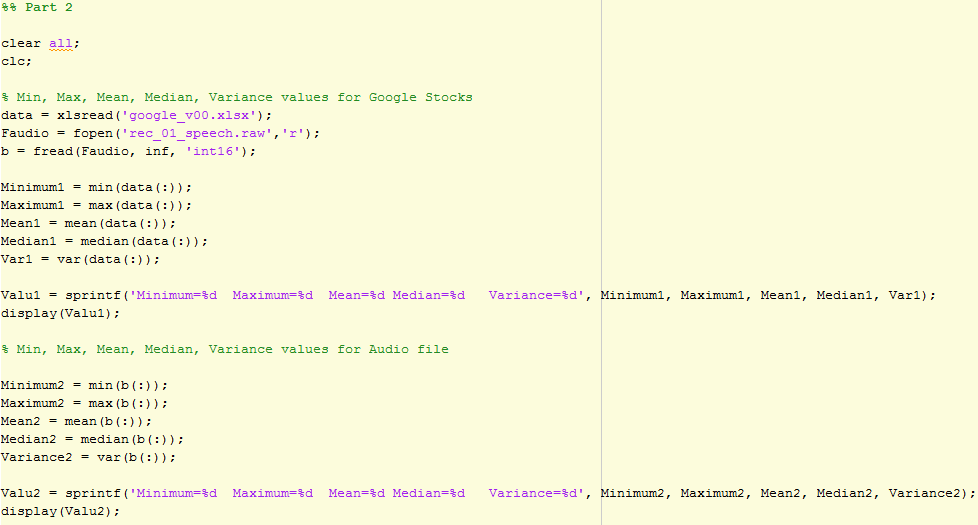 %% Part 2
clear all;
clc;
% Min, Max, Mean, Median, Variance values for Google Stocks
data = xlsread('google_v00.xlsx');
Faudio = fopen('rec_01_speech.raw','r');
b = fread(Faudio, inf, 'int16');
Minimum1 = min(data(:));
Maximum1 = max(data(:));
Mean1 = mean(data(:));
Median1 = median(data(:));
Var1 = var(data(:));
Valu1 = sprintf('Minimum=%d  Maximum=%d  Mean=%d Median=%d   Variance=%d', Minimum1, Maximum1, Mean1, Median1, Var1);
display(Valu1);
% Min, Max, Mean, Median, Variance values for Audio file
Minimum2 = min(b(:));
Maximum2 = max(b(:));
Mean2 = mean(b(:));
Median2 = median(b(:));
Variance2 = var(b(:));
Valu2 = sprintf('Minimum=%d  Maximum=%d  Mean=%d Median=%d   Variance=%d', Minimum2, Maximum2, Mean2, Median2, Variance2);
display(Valu2);